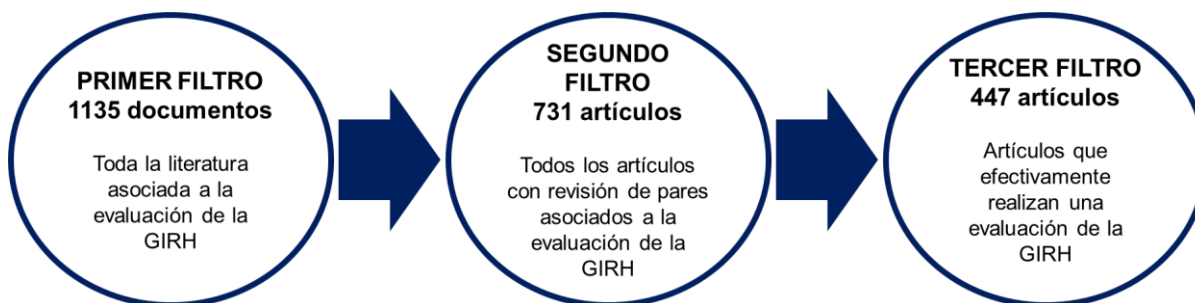 PRIMER FILTRO
1135 documentos
Toda la literatura
asociada a la
evaluación de la
GIRH
SEGUNDO
FILTRO
731 artículos
Todos los artículos
con revisión de pares
asociados a la
evaluación de la
GIRH
TERCER FILTRO
447 artículos
Artículos que
efectivamente
realizan una
evaluación de la
GIRH